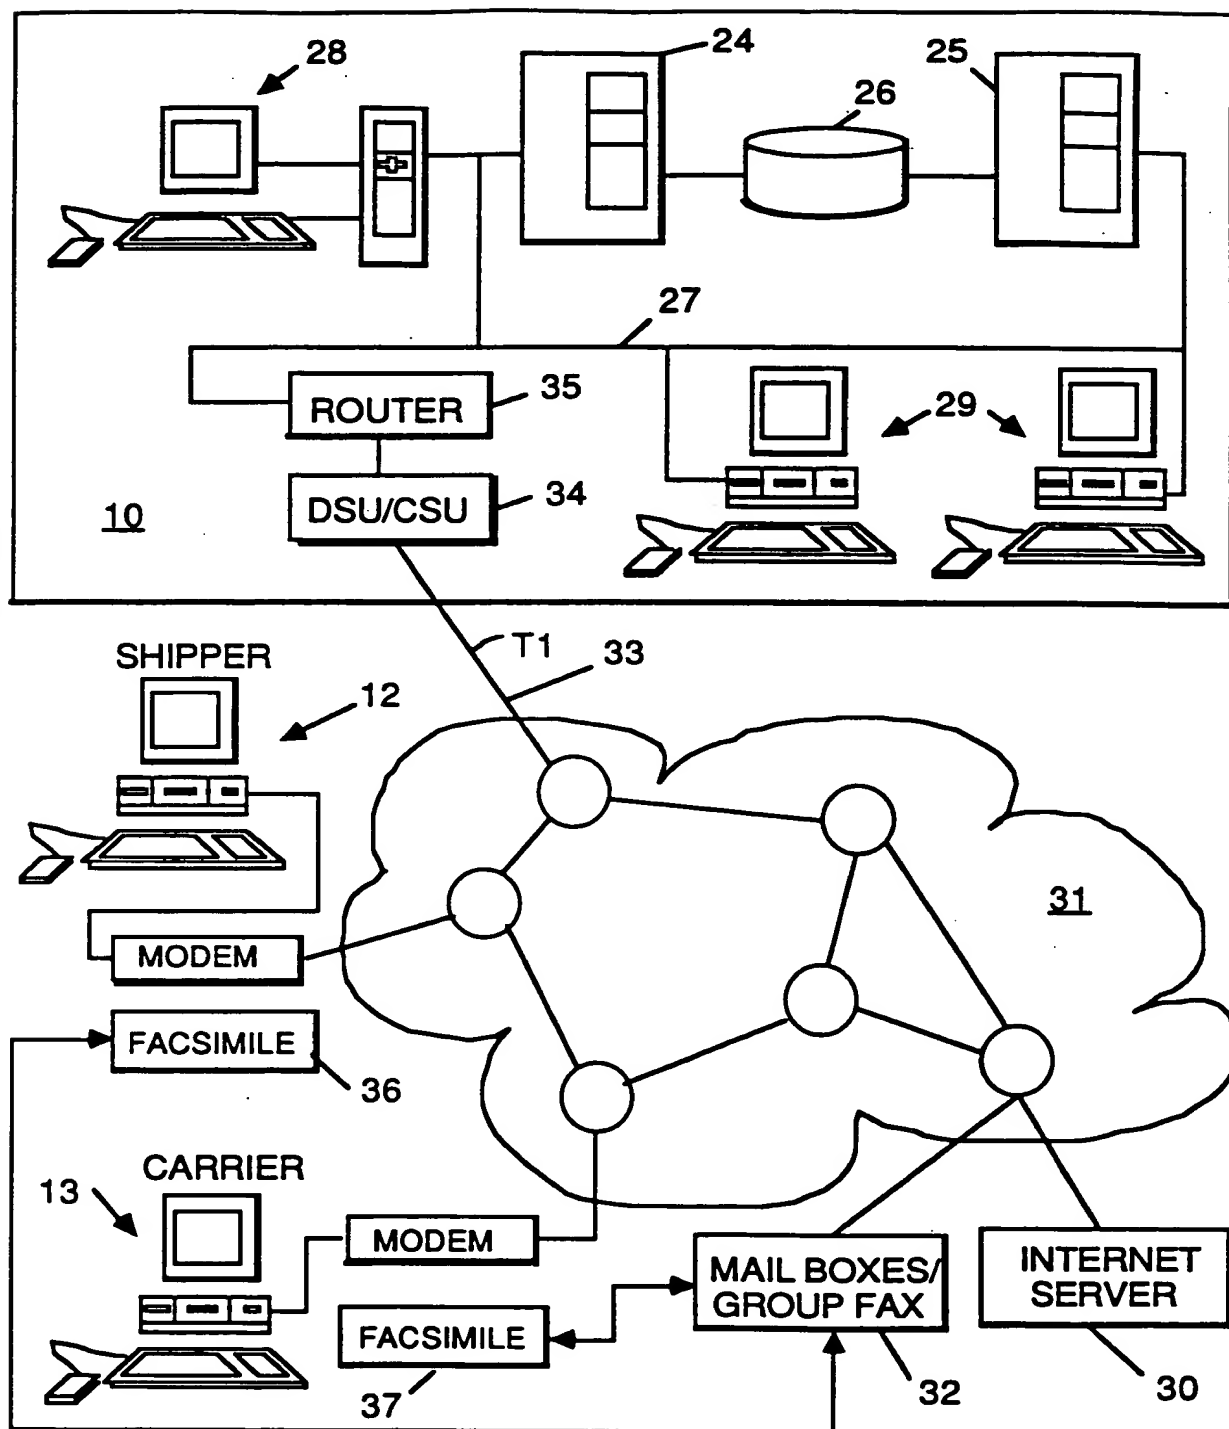 28
24
25
26
27
35
ROUTER
29
DSU/CSU
34
10
T1
33
SHIPPER
12
31
MODEM
FACSIMILE
36
CARRIER
13
MODEM
MAIL BOXES/
GROUP FAX
INTERNET
SERVER
FACSIMILE
37
32
30